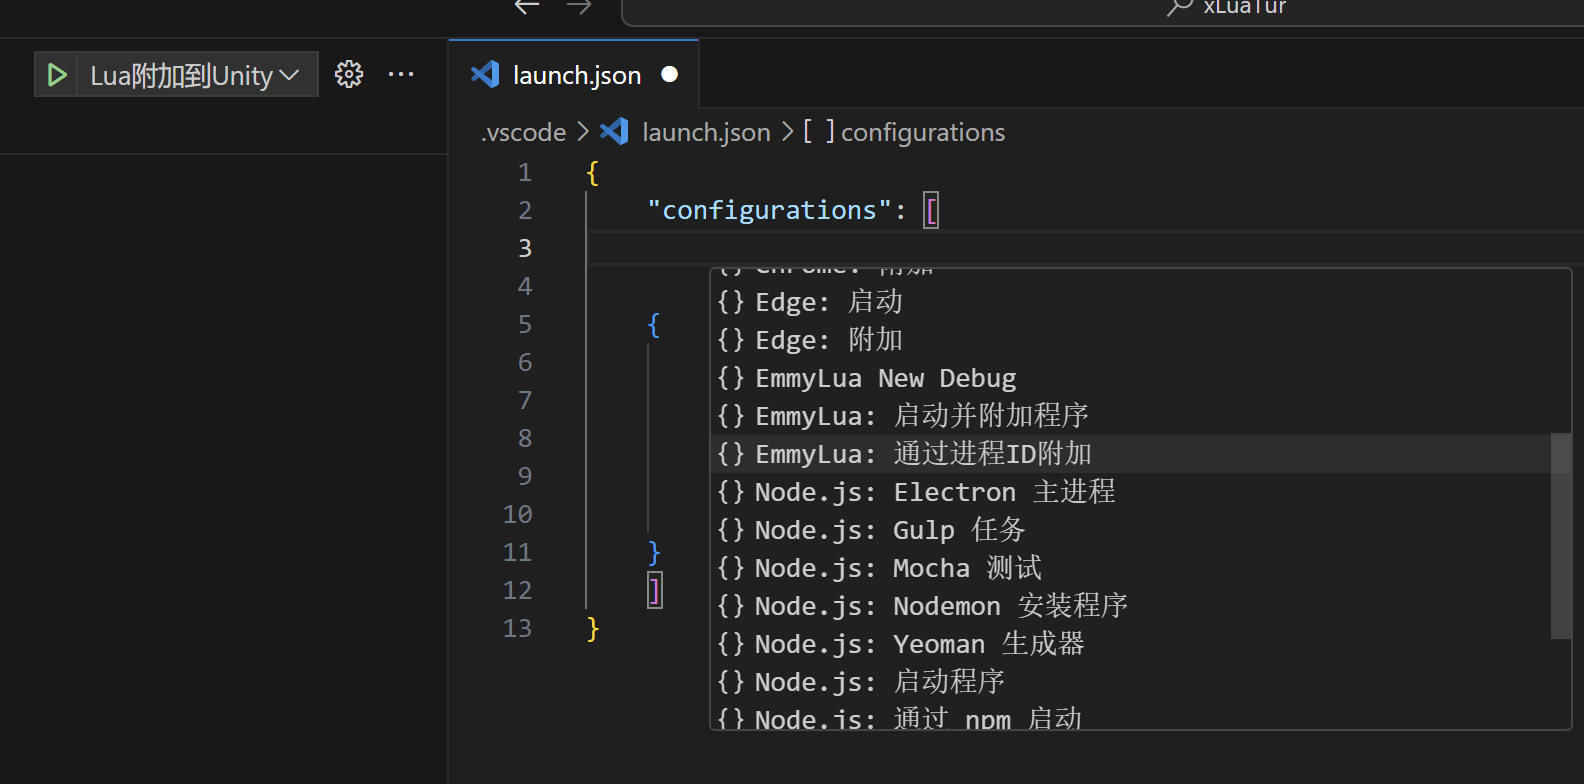 xLuaTur
Lua附加到Unity
launch.json
.vscode > launch.json > [ ] configurations
1 {
2 "configurations": [
3
4
5 {
6
7
8
9
10
11 }
12 ]
13 }
{} Chrome: 附加
{} Edge: 启动
{} Edge: 附加
{} EmmyLua New Debug
{} EmmyLua: 启动并附加程序
{} EmmyLua: 通过进程ID附加
{} Node.js: Electron 主进程
{} Node.js: Gulp 任务
{} Node.js: Mocha 测试
{} Node.js: Nodemon 安装程序
{} Node.js: Yeoman 生成器
{} Node.js: 启动程序
{} Node.js: 通过 npm 启动